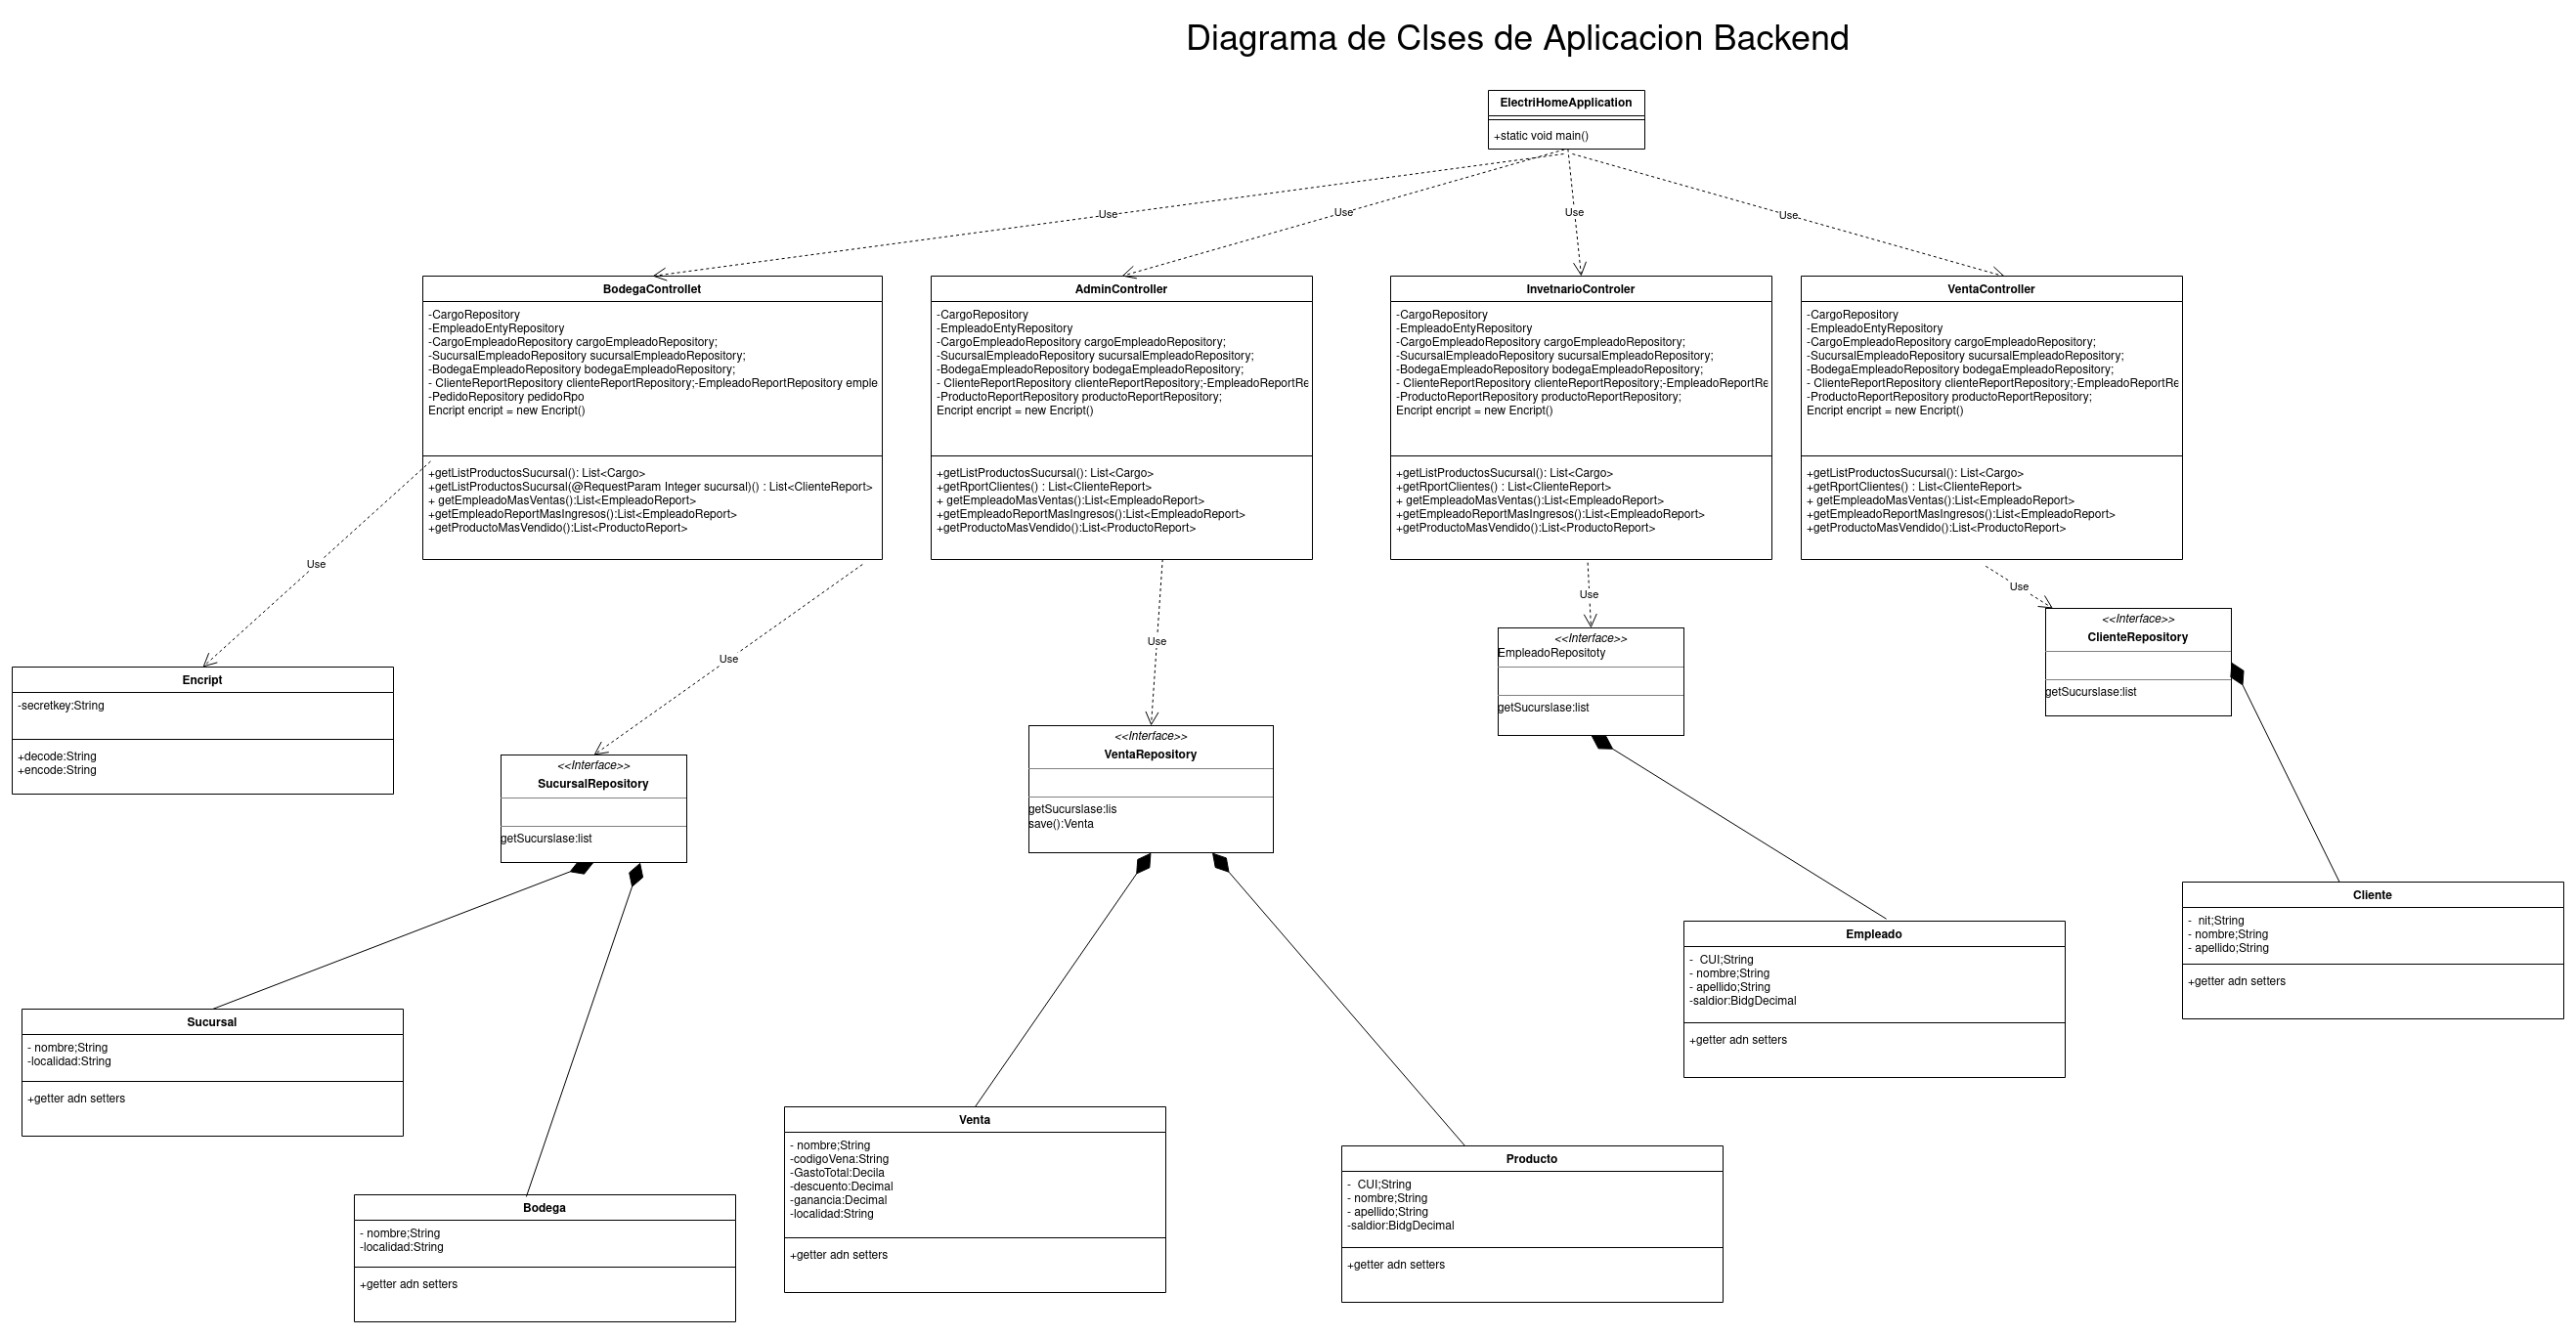 Diagrama de Clses de Aplicacion Backend
ElectriHomeApplication
+static void main()
Use
Use
Use
Use
BodegaControllet
-CargoRepository
-EmpleadoEntyRepository
-CargoEmpleadoRepository cargoEmpleadoRepository;
-SucursalEmpleadoRepository sucursalEmpleadoRepository;
-BodegaEmpleadoRepository bodegaEmpleadoRepository;
- ClienteReportRepository clienteReportRepository;-EmpleadoReportRepository emple
-PedidoRepository pedidoRpo
Encript encript = new Encript()
+getListProductosSucursal(): List<Cargo>
+getListProductosSucursal(@RequestParam Integer sucursal)() : List<ClienteReport>
+ getEmpleadoMasVentas():List<EmpleadoReport>
+getEmpleadoReportMasIngresos():List<EmpleadoReport>
+getProductoMasVendido():List<ProductoReport>
AdminController
-CargoRepository
-EmpleadoEntyRepository
-CargoEmpleadoRepository cargoEmpleadoRepository;
-SucursalEmpleadoRepository sucursalEmpleadoRepository;
-BodegaEmpleadoRepository bodegaEmpleadoRepository;
- ClienteReportRepository clienteReportRepository;-EmpleadoReportRe
-ProductoReportRepository productoReportRepository;
Encript encript = new Encript()
+getListProductosSucursal(): List<Cargo>
+getRportClientes() : List<ClienteReport>
+ getEmpleadoMasVentas():List<EmpleadoReport>
+getEmpleadoReportMasIngresos():List<EmpleadoReport>
+getProductoMasVendido():List<ProductoReport>
InvetnarioControler
-CargoRepository
-EmpleadoEntyRepository
-CargoEmpleadoRepository cargoEmpleadoRepository;
-SucursalEmpleadoRepository sucursalEmpleadoRepository;
-BodegaEmpleadoRepository bodegaEmpleadoRepository;
- ClienteReportRepository clienteReportRepository;-EmpleadoReportRe
-ProductoReportRepository productoReportRepository;
Encript encript = new Encript()
+getListProductosSucursal(): List<Cargo>
+getRportClientes() : List<ClienteReport>
+ getEmpleadoMasVentas():List<EmpleadoReport>
+getEmpleadoReportMasIngresos():List<EmpleadoReport>
+getProductoMasVendido():List<ProductoReport>
VentaController
-CargoRepository
-EmpleadoEntyRepository
-CargoEmpleadoRepository cargoEmpleadoRepository;
-SucursalEmpleadoRepository sucursalEmpleadoRepository;
-BodegaEmpleadoRepository bodegaEmpleadoRepository;
- ClienteReportRepository clienteReportRepository;-EmpleadoReportRe
-ProductoReportRepository productoReportRepository;
Encript encript = new Encript()
+getListProductosSucursal(): List<Cargo>
+getRportClientes() : List<ClienteReport>
+ getEmpleadoMasVentas():List<EmpleadoReport>
+getEmpleadoReportMasIngresos():List<EmpleadoReport>
+getProductoMasVendido():List<ProductoReport>
Use
Use
Use
Use
Use
Encript
-secretkey:String
+decode:String
+encode:String
<<Interface>>
SucursalRepository
getSucurslase:list
<<Interface>>
VentaRepository
getSucurslase:lis
save():Venta
<<Interface>>
EmpleadoRepositoty
getSucurslase:list
<<Interface>>
ClienteRepository
getSucurslase:list
Sucursal
- nombre;String
-localidad:String
+getter adn setters
Bodega
- nombre;String
-localidad:String
+getter adn setters
Venta
- nombre;String
-codigoVena:String
-GastoTotal:Decila
-descuento:Decimal
-ganancia:Decimal
-localidad:String
+getter adn setters
Producto
- CUI;String
- nombre;String
- apellido;String
-saldior:BidgDecimal
+getter adn setters
Empleado
- CUI;String
- nombre;String
- apellido;String
-saldior:BidgDecimal
+getter adn setters
Cliente
- nit;String
- nombre;String
- apellido;String
+getter adn setters